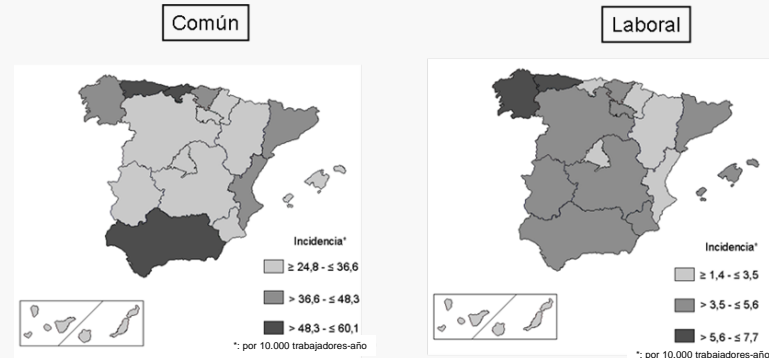 Común
Incidencia*
≥ 24,8 - ≤ 36,6
> 36,6 - ≤ 48,3
> 48,3 - ≤ 60,1
*: por 10.000 trabajadores-año
Laboral
Incidencia*
≥ 1,4 - ≤ 3,5
> 3,5 - ≤ 5,6
> 5,6 - ≤ 7,7
*: por 10.000 trabajadores-año